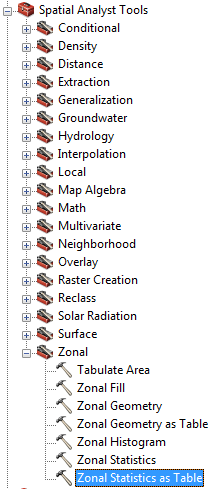 Spatial Analyst Tools
Conditional
Density
Distance
Extraction
Generalization
Groundwater
Hydrology
Interpolation
Local
Map Algebra
Math
Multivariate
Neighborhood
Overlay
Raster Creation
Reclass
Solar Radiation
Surface
Zonal
Tabulate Area
Zonal Fill
Zonal Geometry
Zonal Geometry as Table
Zonal Histogram
Zonal Statistics
Zonal Statistics as Table